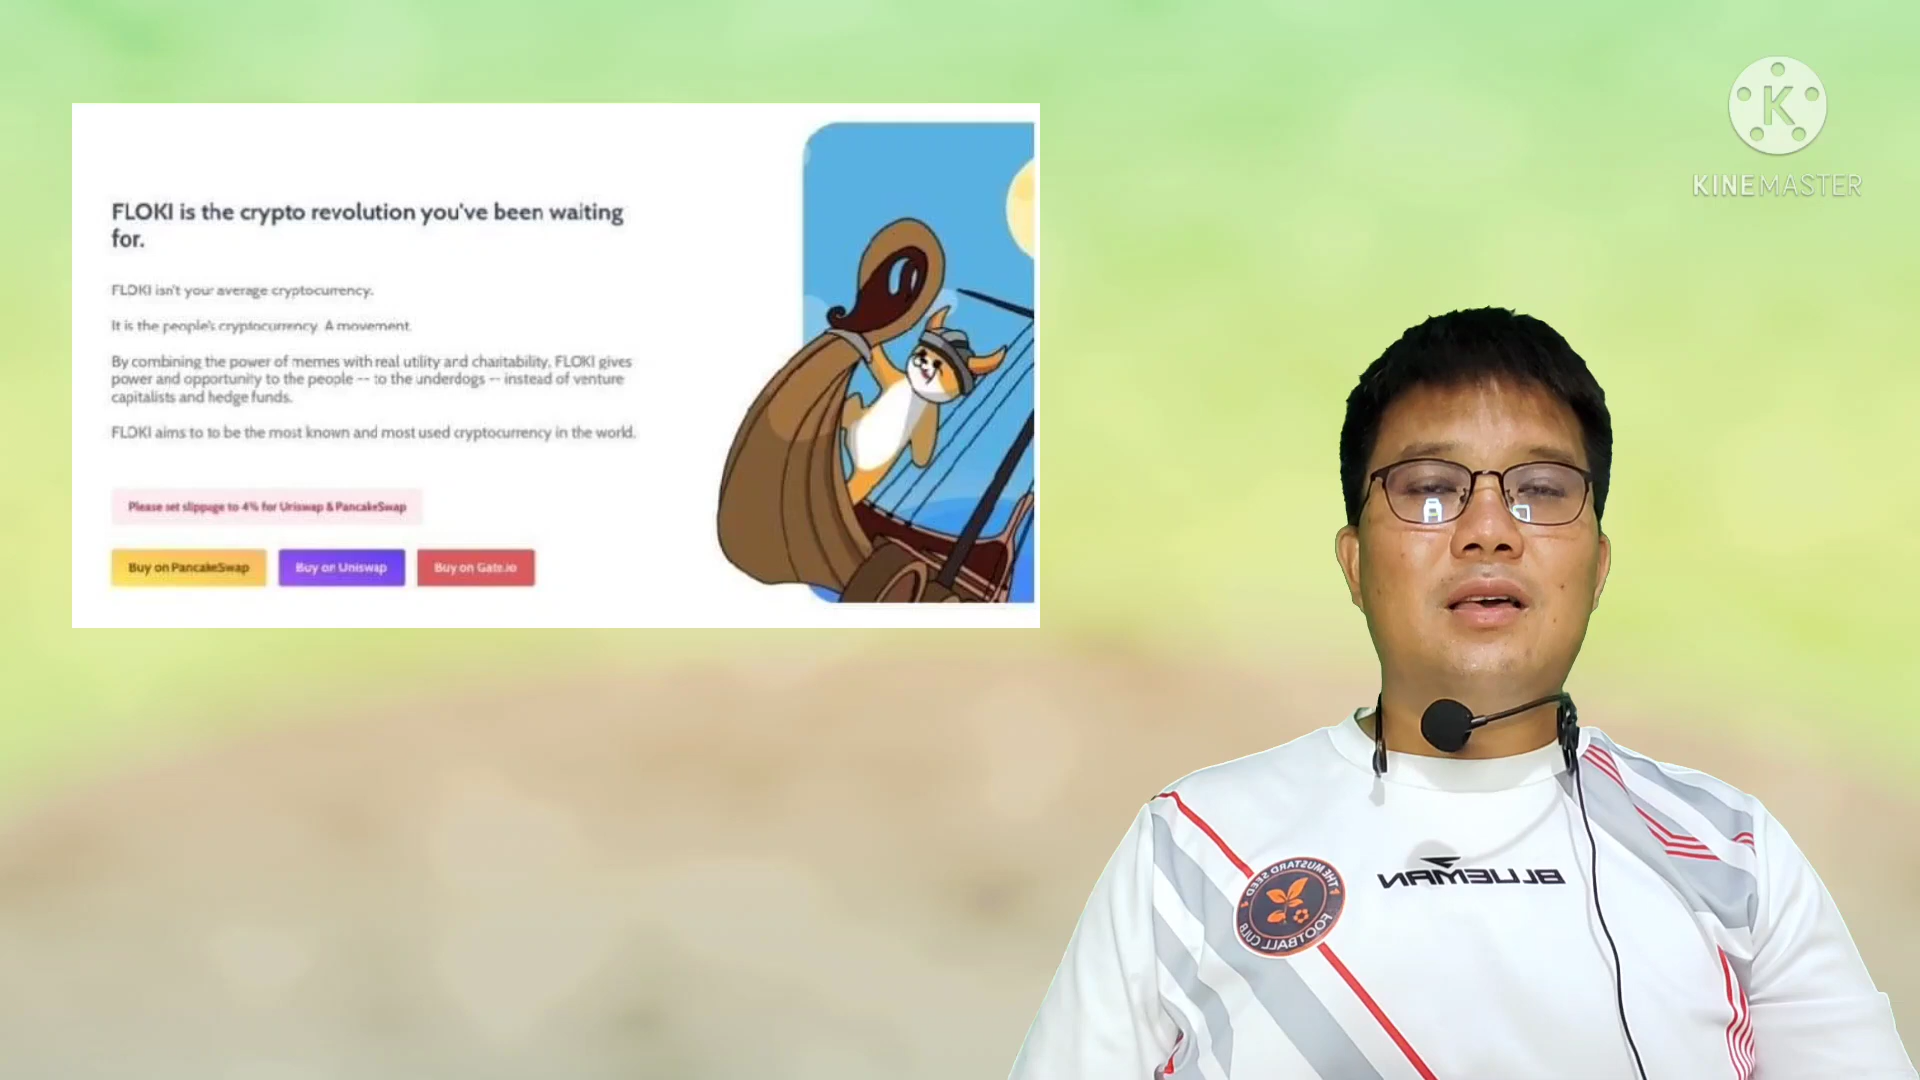 FLOKI is the crypto revolution you've been waiting
for.
FLOKI isn't your average cryptocurrency.
It is the people's cryptocurrency. A movement.
By combining the power of memes with real utility and charitability, FLOKI gives
power and opportunity to the people -- to the underdogs -- instead of venture
capitalists and hedge funds.
FLOKI aims to to be the most known and most used cryptocurrency in the world.
Please set slippage to 4% for Uniswap & PancakeSwap
Buy on PancakeSwap
Buy on Uniswap
Buy on Gate.io
K
KINEMASTER
BLUEMAN
THE MUSTARD SEED
FOOTBALL CULB